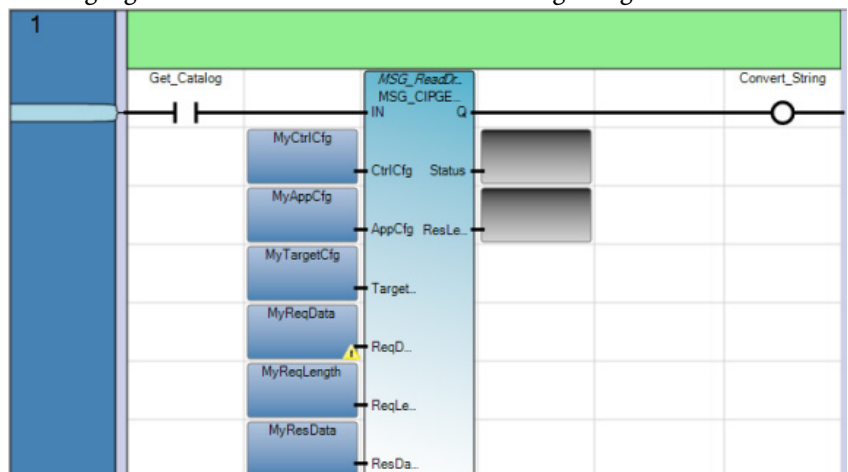 1
Get_Catalog
MSG_ReadDr..
Convert_String
MSG_CIPGE...
IN Q
MyCtrlCfg
CtrlCfg Status
MyAppCfg
AppCfg ResLe..
MyTargetCfg
Target..
MyReqData
ReqD...
MyReqLength
ReqLe..
MyResData
ResDa..